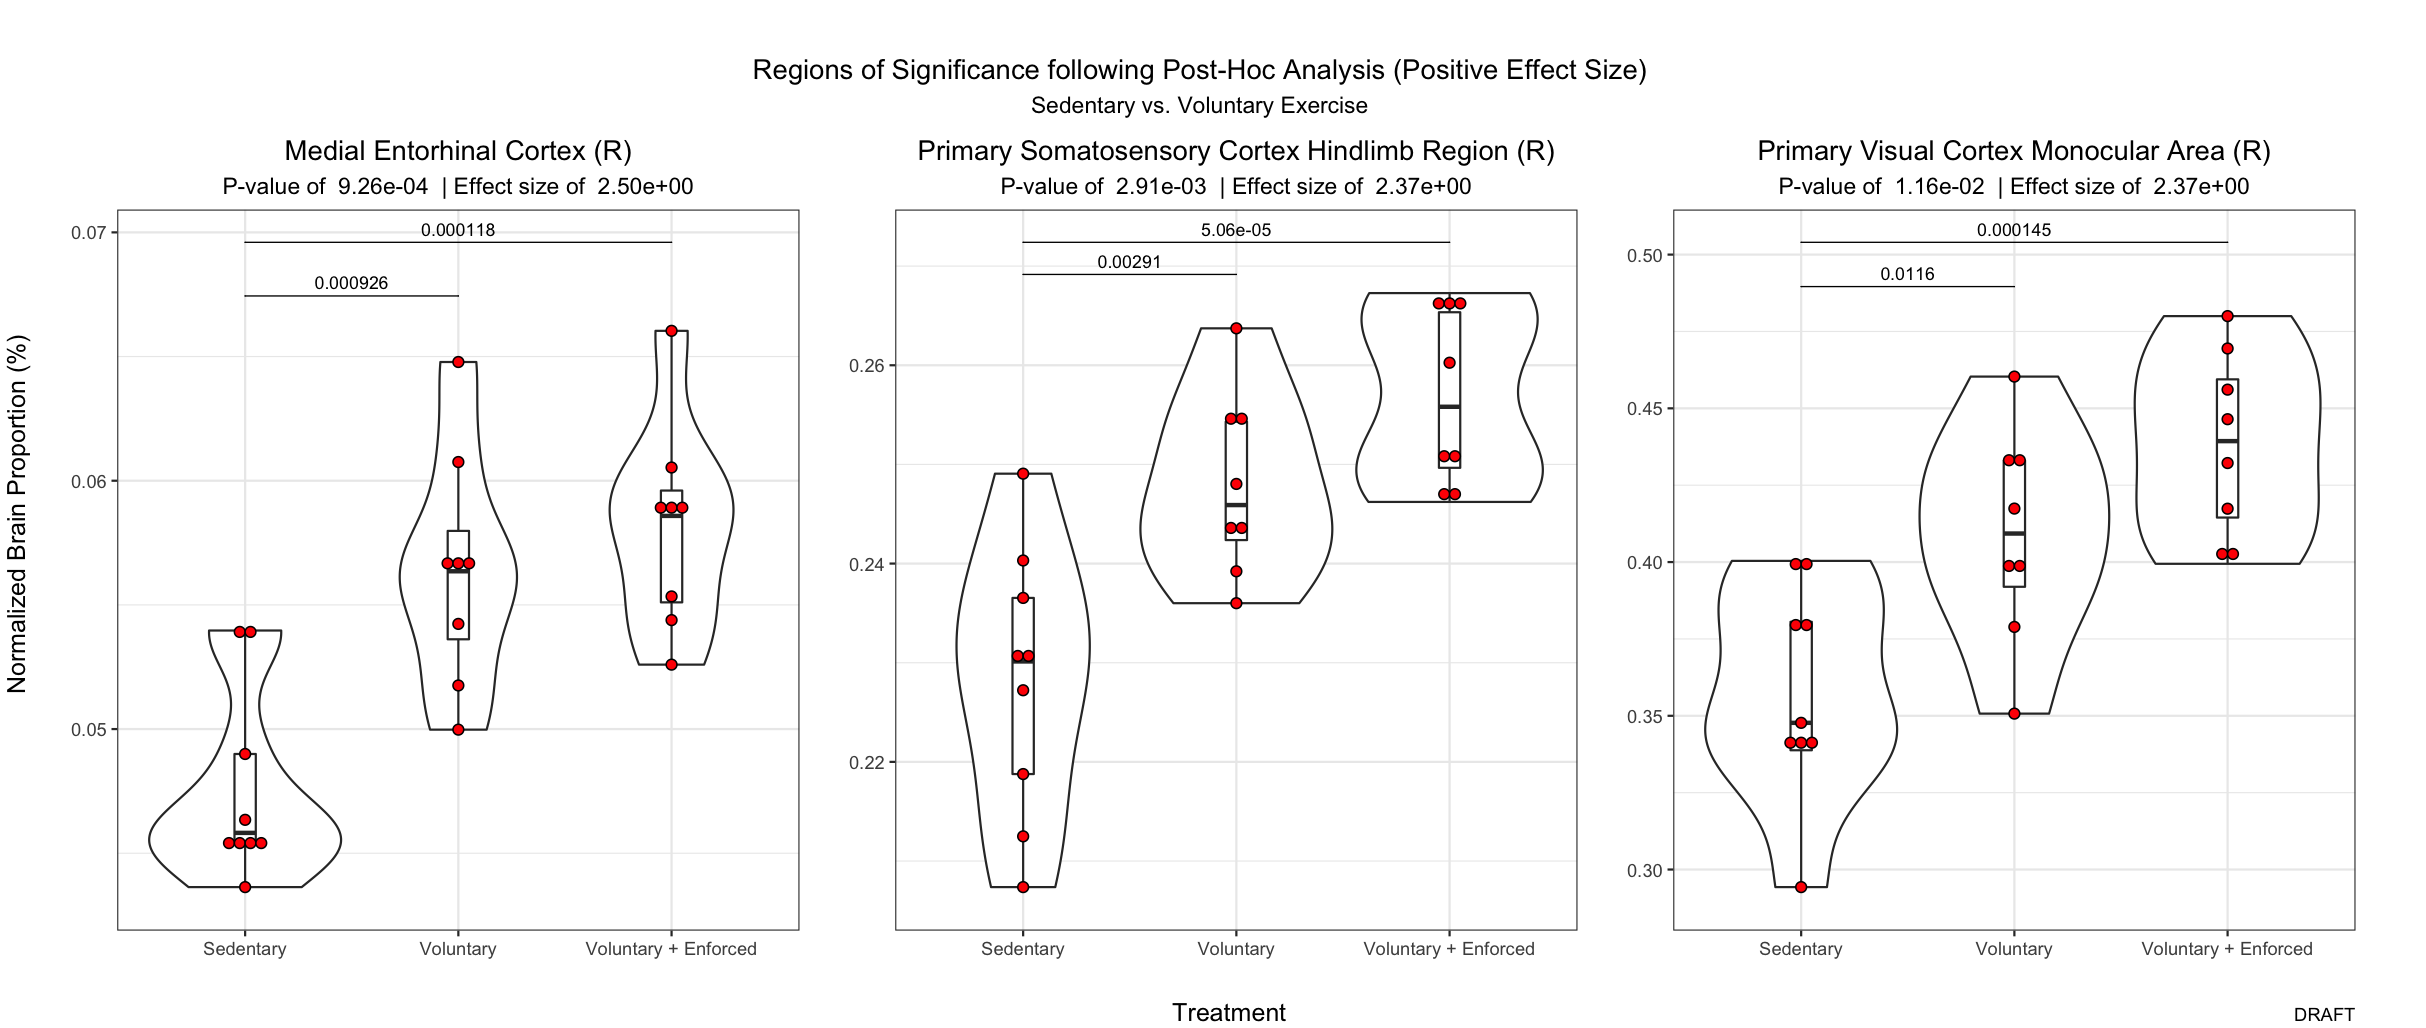 Regions of Significance following Post-Hoc Analysis (Positive Effect Size)
Sedentary vs. Voluntary Exercise
Normalized Brain Proportion (%)
Medial Entorhinal Cortex (R)
P-value of  9.26e-04  | Effect size of  2.50e+00
0.07
0.06
0.05
0.000118
0.000926
Sedentary
Voluntary
Voluntary + Enforced
Primary Somatosensory Cortex Hindlimb Region (R)
P-value of  2.91e-03  | Effect size of  2.37e+00
0.26
0.24
0.22
5.06e-05
0.00291
Sedentary
Voluntary
Voluntary + Enforced
Primary Visual Cortex Monocular Area (R)
P-value of  1.16e-02  | Effect size of  2.37e+00
0.50
0.45
0.40
0.35
0.30
0.000145
0.0116
Sedentary
Voluntary
Voluntary + Enforced
Treatment
DRAFT